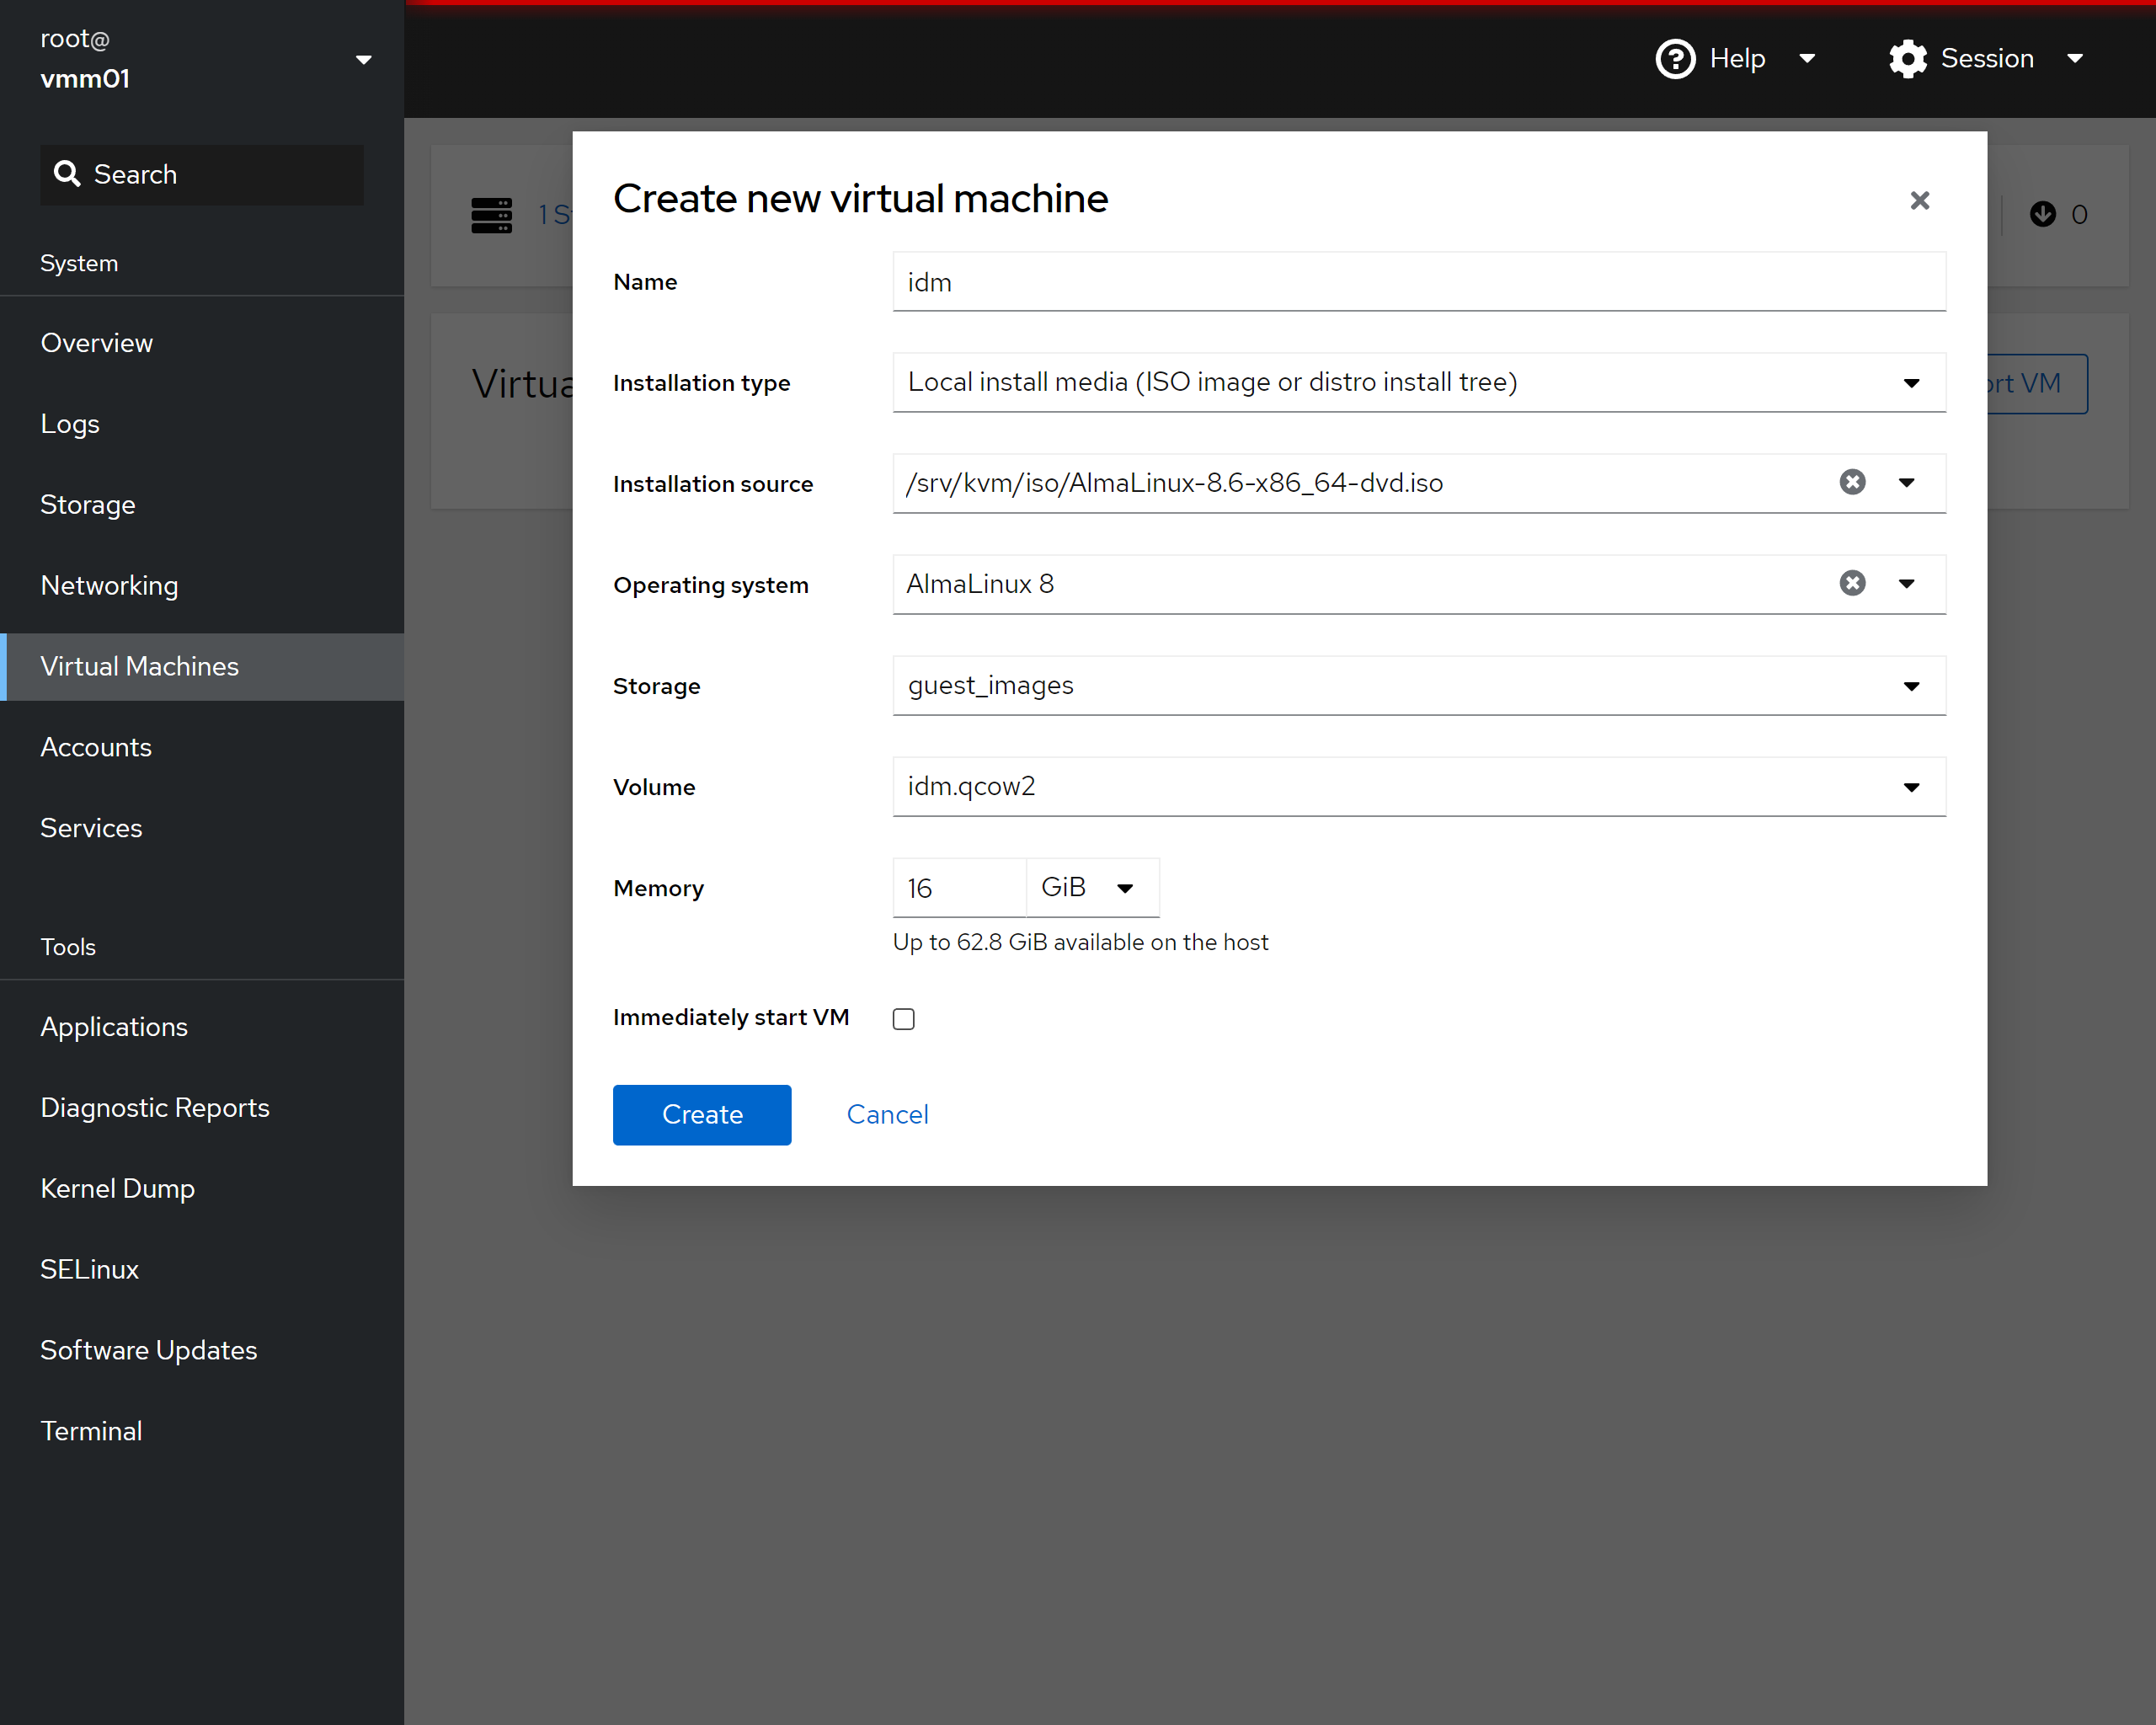 root@
vmm01
Help
Session
Search
System
Overview
Logs
Storage
Networking
Virtual Machines
Accounts
Services
Tools
Applications
Diagnostic Reports
Kernel Dump
SELinux
Software Updates
Terminal
1
0
VM
Create new virtual machine
Name
idm
Installation type
Local install media (ISO image or distro install tree)
Installation source
/srv/kvm/iso/AlmaLinux-8.6-x86_64-dvd.iso
Operating system
AlmaLinux 8
Storage
guest_images
Volume
idm.qcow2
Memory
16 GiB
Up to 62.8 GiB available on the host
Immediately start VM
Create
Cancel